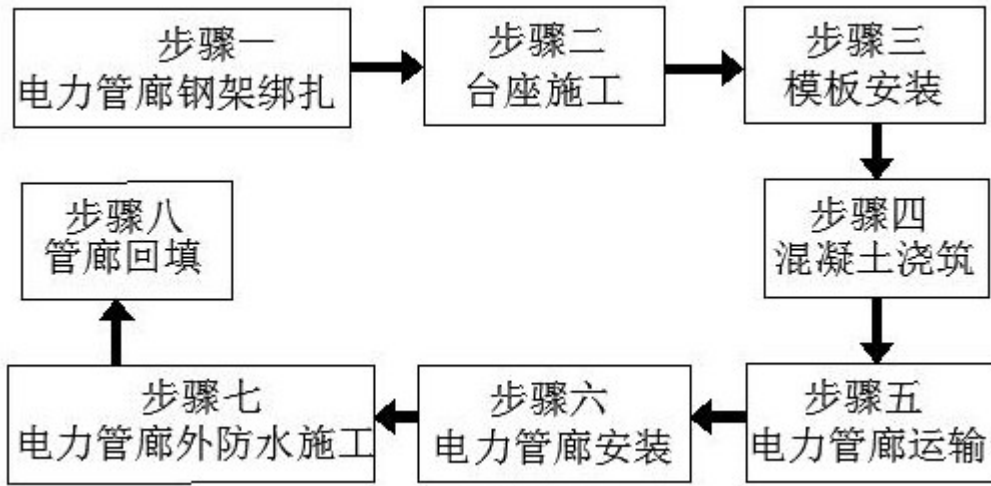 步骤一
电力管廊钢架绑扎
步骤二
台座施工
步骤三
模板安装
步骤四
混凝土浇筑
步骤五
电力管廊运输
步骤六
电力管廊安装
步骤七
电力管廊外防水施工
步骤八
管廊回填